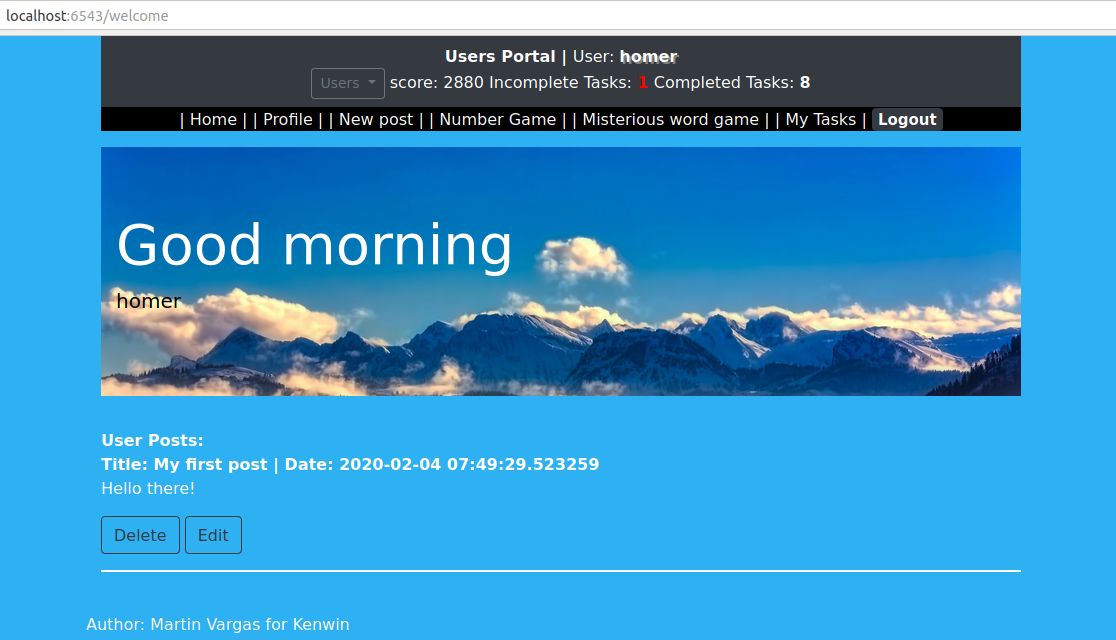 localhost:6543/welcome
Users Portal | User: homer
Users score: 2880 Incomplete Tasks: 1 Completed Tasks: 8
| Home | | Profile | | New post | | Number Game | | Misterious word game | | My Tasks | Logout
Good morning
homer
User Posts:
Title: My first post | Date: 2020-02-04 07:49:29.523259
Hello there!
Delete Edit
Author: Martin Vargas for Kenwin